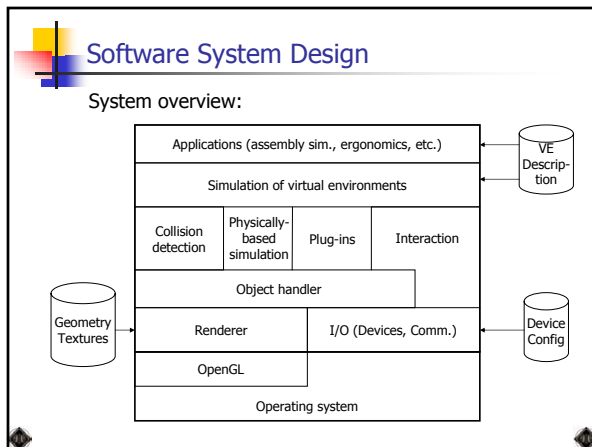 Software System Design
System overview:
Applications (assembly sim., ergonomics, etc.)
VE
Descrip-
tion
Simulation of virtual environments
Collision
detection
Physically-
based
simulation
Plug-ins
Interaction
Object handler
Geometry
Textures
Renderer
I/O (Devices, Comm.)
Device
Config
OpenGL
Operating system